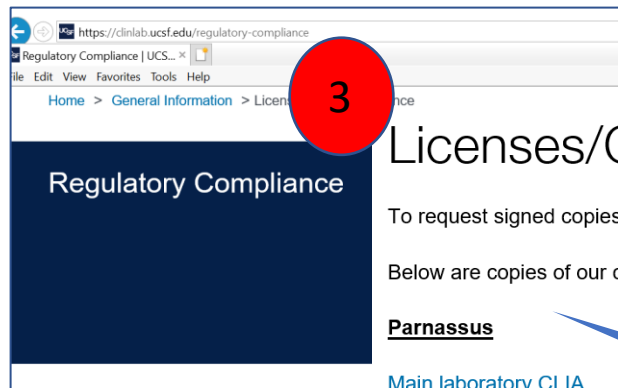 https://clinlab.ucsf.edu/regulatory-compliance
Regulatory Compliance | UCS... ×
File Edit View Favorites Tools Help
Home > General Information > Licens
nce
3
Licenses/
Regulatory Compliance
To request signed copies
Below are copies of our
Parnassus
Main laboratory CLIA